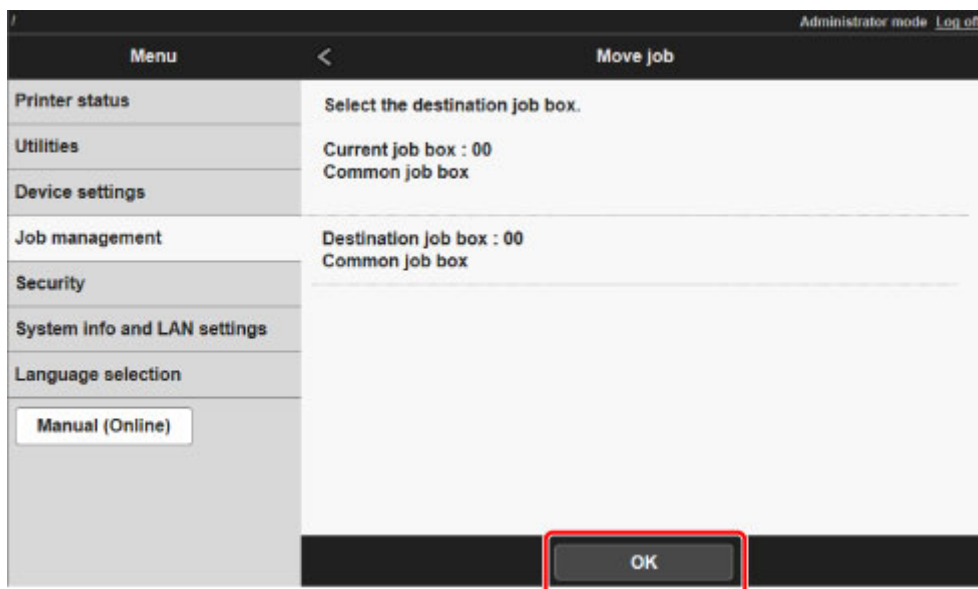 /
Administrator mode Log off
Menu
<
Move job
Printer status
Utilities
Device settings
Job management
Security
System info and LAN settings
Language selection
Manual (Online)
Select the destination job box.
Current job box : 00
Common job box
Destination job box : 00
Common job box
OK